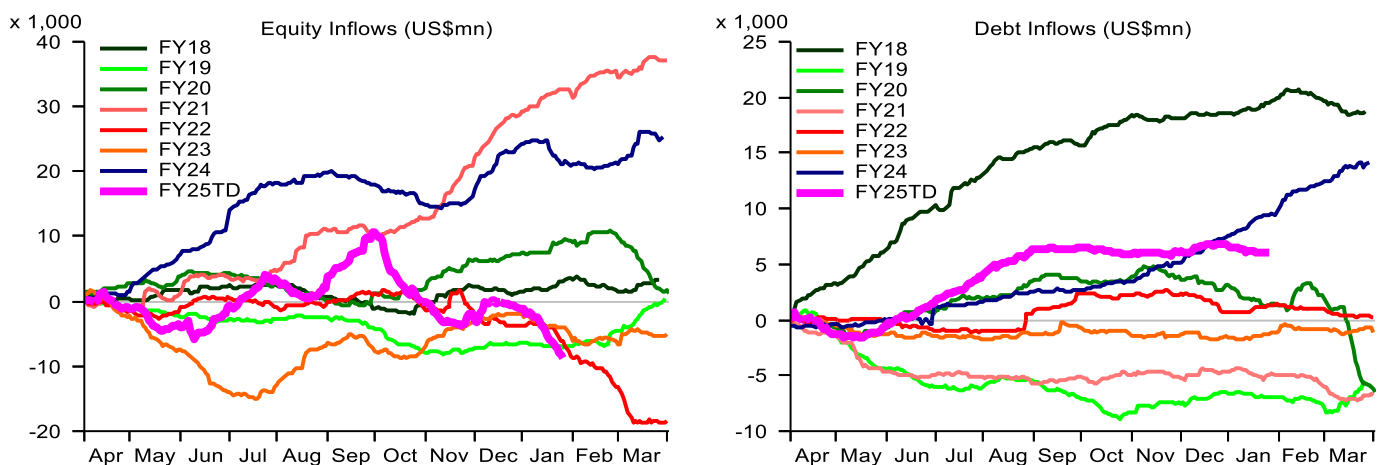 x 1,000
Equity Inflows (US$mn)
40
30
20
10
0
-10
-20
FY18
FY19
FY20
FY21
FY22
FY23
FY24
FY25TD
Apr May Jun Jul Aug Sep Oct Nov Dec Jan Feb Mar
x 1,000
Debt Inflows (US$mn)
25
20
15
10
5
0
-5
-10
FY18
FY19
FY20
FY21
FY22
FY23
FY24
FY25TD
Apr May Jun Jul Aug Sep Oct Nov Dec Jan Feb Mar